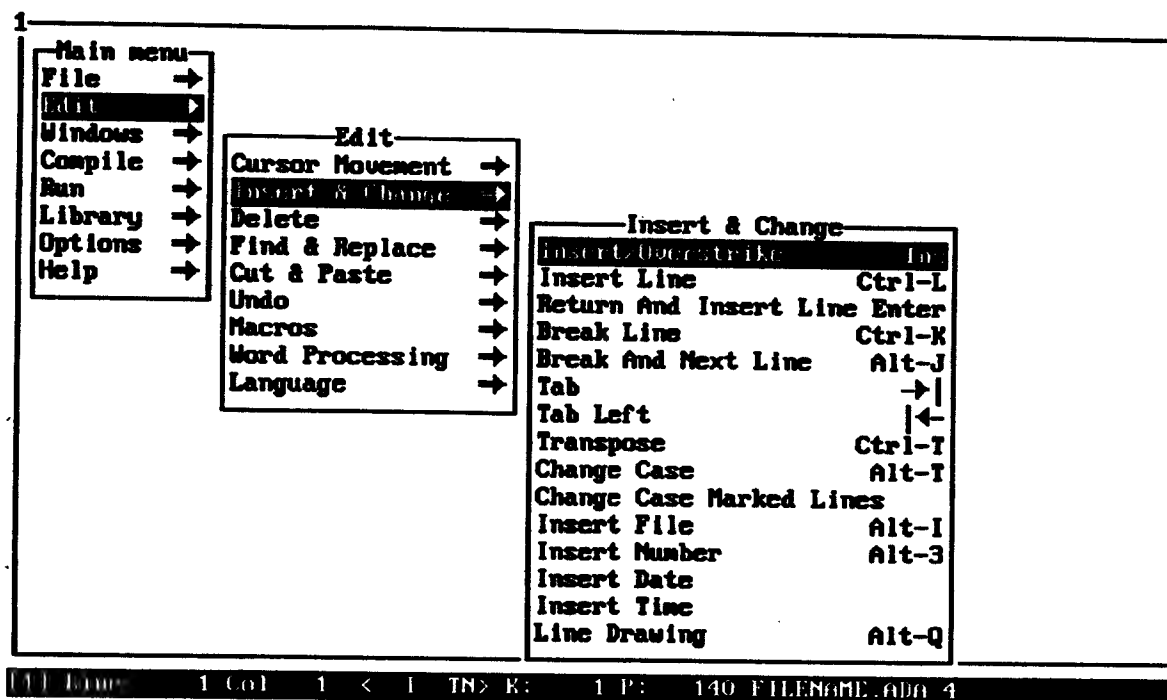 1
Main menu
File →
Edit
Windows →
Compile →
Run →
Library →
Options →
Help →
Edit
Cursor Movement →
Insert & Change →
Delete →
Find & Replace →
Cut & Paste →
Undo →
Macros →
Word Processing →
Language →
Insert & Change
Insert/Overstrike Ins
Insert Line Ctrl-L
Return And Insert Line Enter
Break Line Ctrl-K
Break And Next Line Alt-J
Tab →|
Tab Left |←
Transpose Ctrl-T
Change Case Alt-T
Change Case Marked Lines
Insert File Alt-I
Insert Number Alt-3
Insert Date
Insert Time
Line Drawing Alt-Q
1 Col 1 < I TN> K: 1 P: 140 FILENAME.ADA 4